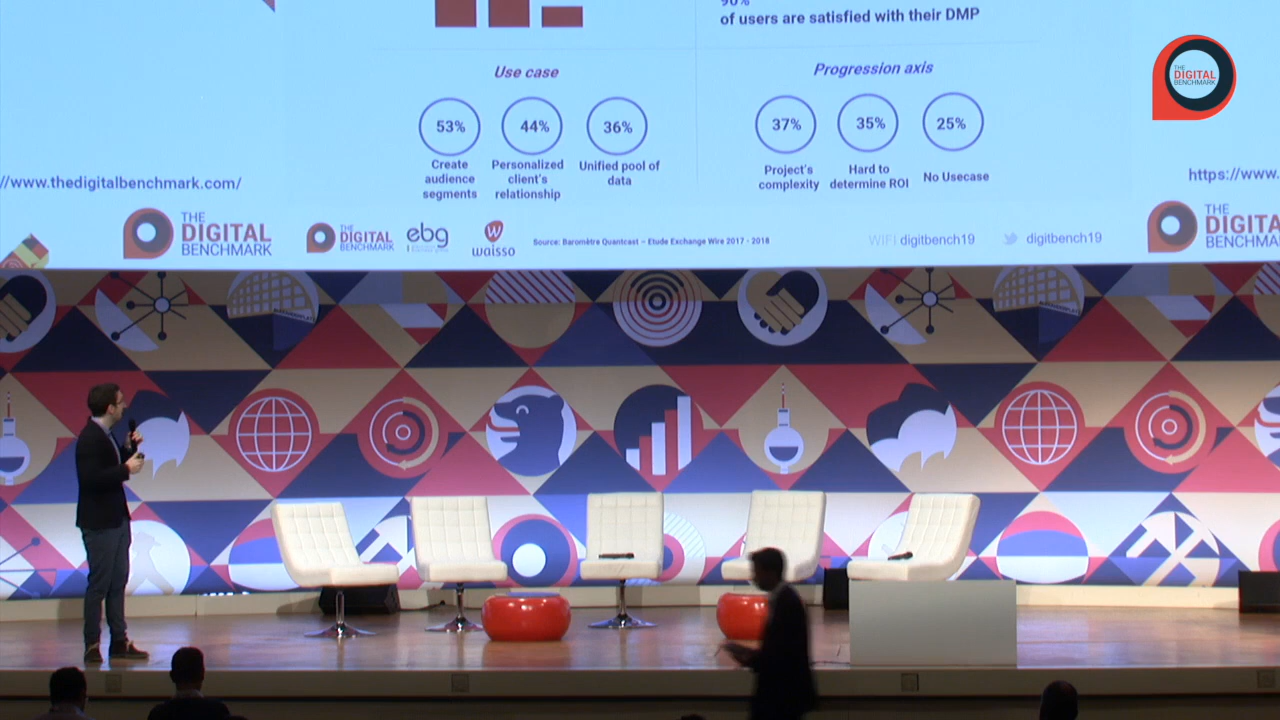 90%
of users are satisfied with their DMP
Use case
Progression axis
53%
44%
36%
37%
35%
25%
Create
audience
segments
Personalized
client's
relationship
Unified pool of
data
Project's
complexity
Hard to
determine ROI
No Usecase
//www.thedigitalbenchmark.com/
https://www.
THE
DIGITAL
BENCHMARK
THE
DIGITAL
BENCHMARK
ebg
waisso
Source: Baromètre Quantcast – Etude Exchange Wire 2017 - 2018
WIFI digitbench19
digitbench19
THE
DIGITA
BENCHMA
THE
DIGITAL
BENCHMARK